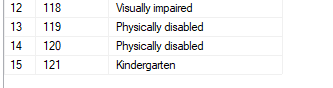 12 118 Visually impaired
13 119 Physically disabled
14 120 Physically disabled
15 121 Kindergarten